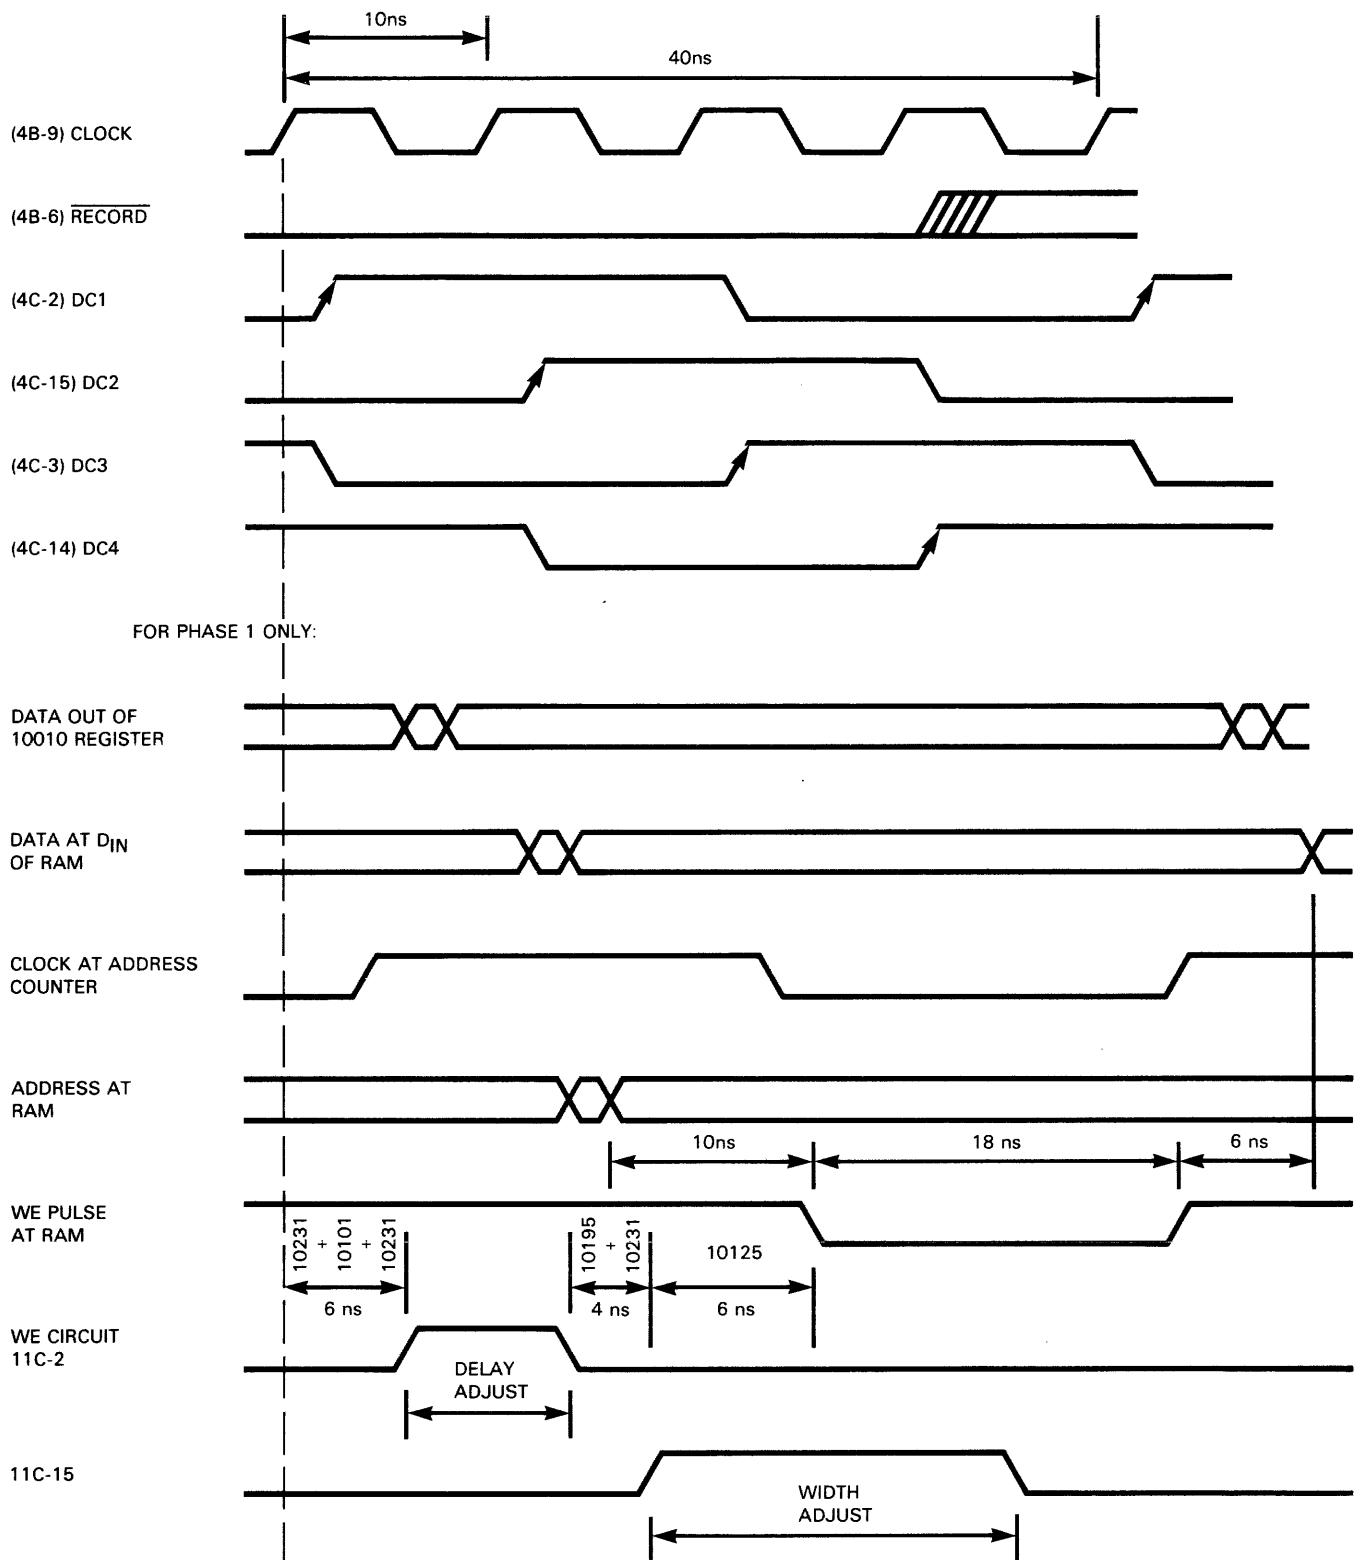 10ns
40ns
(4B-9) CLOCK
(4B-6) RECORD
(4C-2) DC1
(4C-15) DC2
(4C-3) DC3
(4C-14) DC4
FOR PHASE 1 ONLY:
DATA OUT OF
10010 REGISTER
DATA AT DIN
OF RAM
CLOCK AT ADDRESS
COUNTER
ADDRESS AT
RAM
10ns
18 ns
6 ns
WE PULSE
AT RAM
10231
+
10101
+
10231
10195
+
10231
10125
6 ns
4 ns
6 ns
WE CIRCUIT
11C-2
DELAY
ADJUST
11C-15
WIDTH
ADJUST